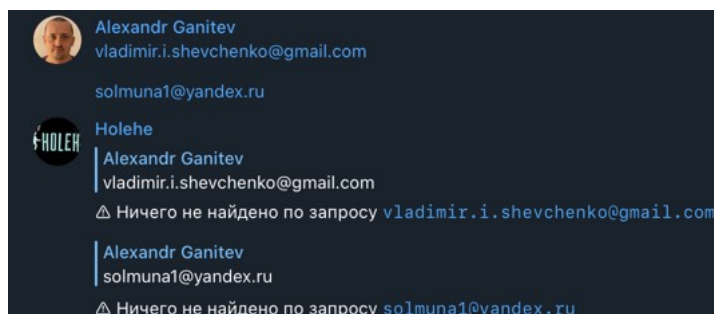 Alexandr Ganitev
vladimir.i.shevchenko@gmail.com
solmuna1@yandex.ru
HOLEH
Holehe
Alexandr Ganitev
vladimir.i.shevchenko@gmail.com
⚠ Ничего не найдено по запросу vladimir.i.shevchenko@gmail.com
Alexandr Ganitev
solmuna1@yandex.ru
⚠ Ничего не найдено по запросу solmuna1@yandex.ru